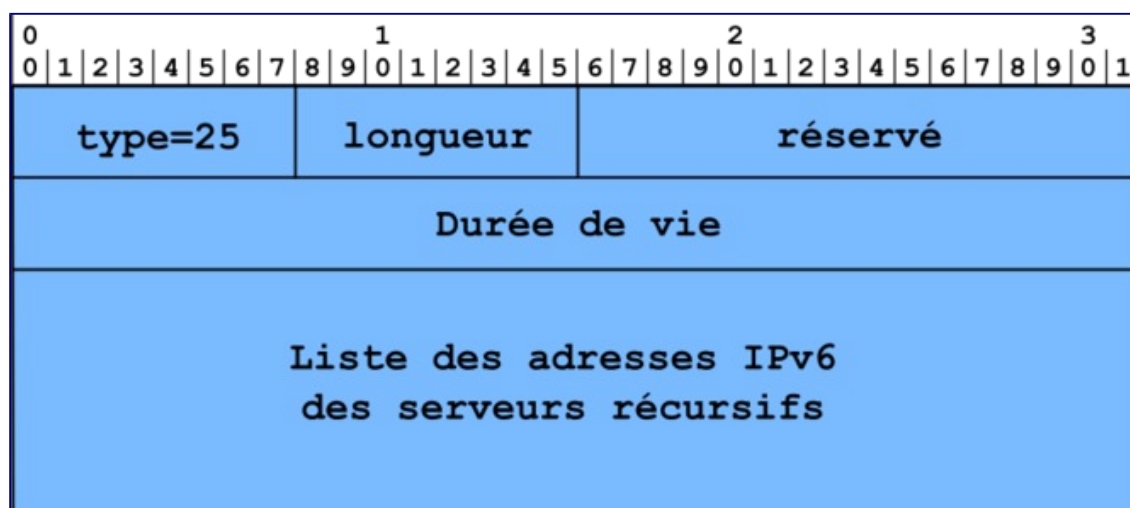 0 1 2 3
0|1|2|3|4|5|6|7|8|9|0|1|2|3|4|5|6|7|8|9|0|1|2|3|4|5|6|7|8|9|0|1
type=25 longueur réservé
Durée de vie
Liste des adresses IPv6
des serveurs récursifs